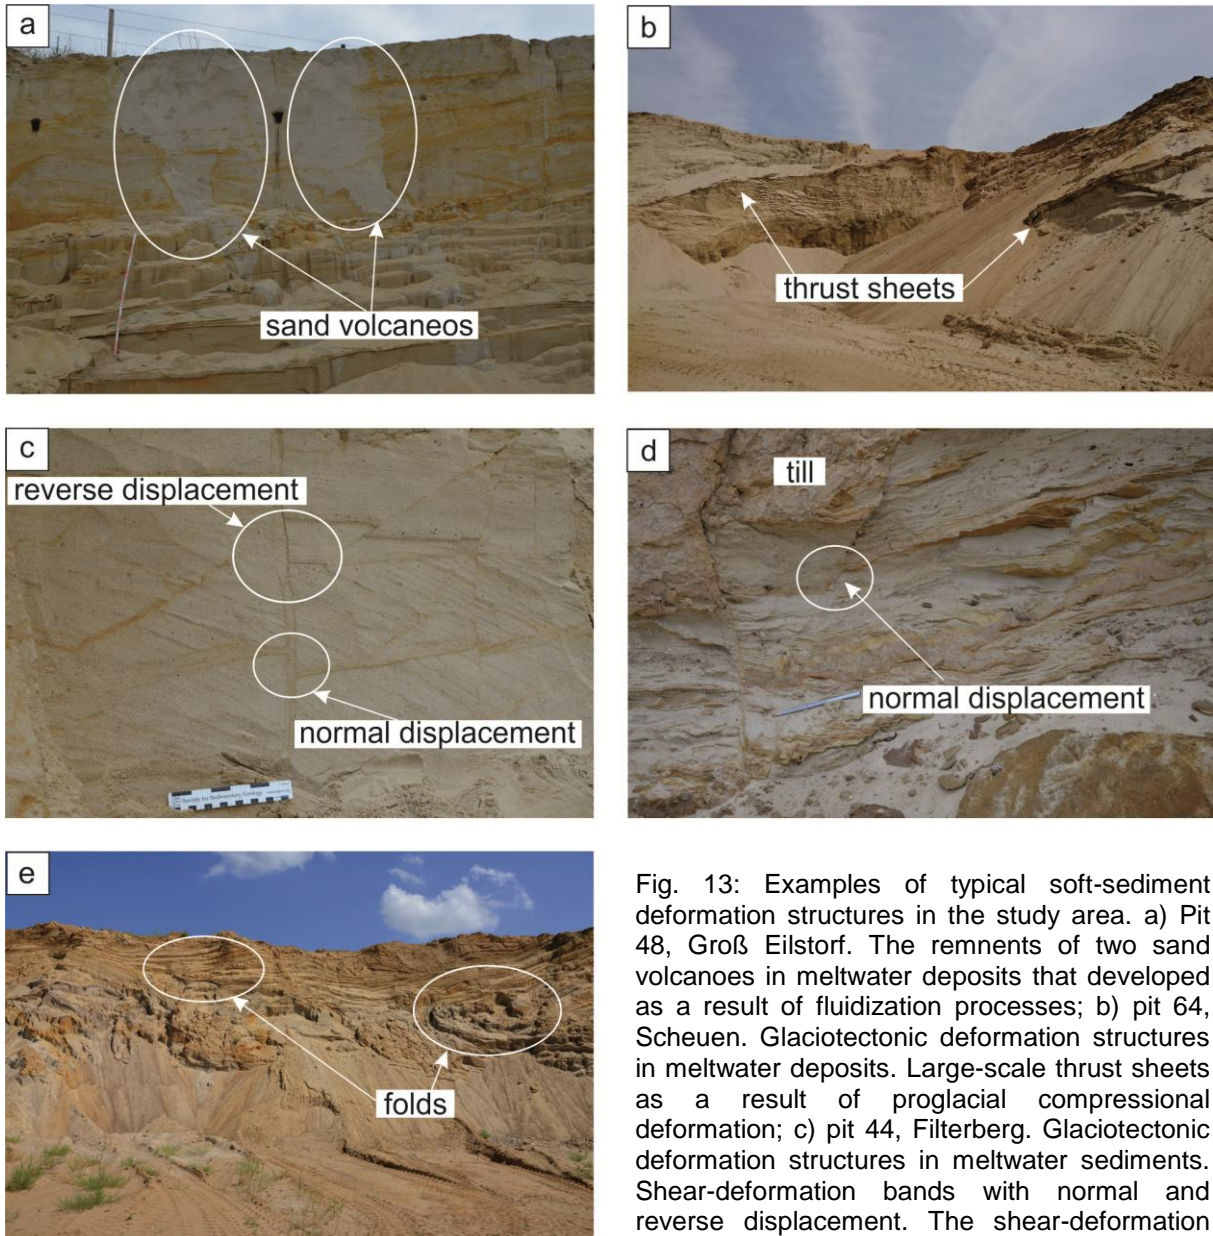 a
sand volcaneos
b
thrust sheets
c
reverse displacement
normal displacement
Society for Sedimentary Geology
d
till
normal displacement
e
folds
Fig. 13: Examples of typical soft-sediment
deformation structures in the study area. a) Pit
48, Groß Eilstorf. The remnents of two sand
volcanoes in meltwater deposits that developed
as a result of fluidization processes; b) pit 64,
Scheuen. Glaciotectonic deformation structures
in meltwater deposits. Large-scale thrust sheets
as a result of proglacial compressional
deformation; c) pit 44, Filterberg. Glaciotectonic
deformation structures in meltwater sediments.
Shear-deformation bands with normal and
reverse displacement. The shear-deformation